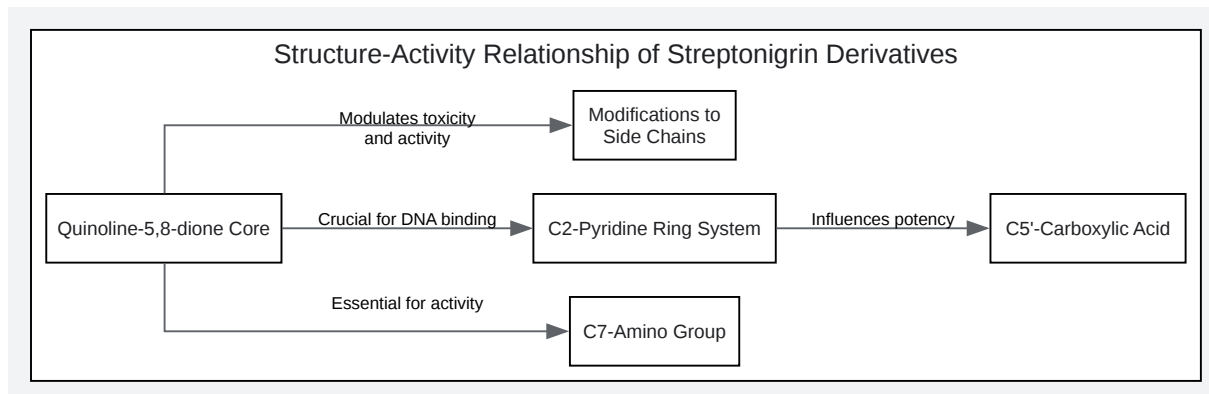 Structure-Activity Relationship of Streptonigrin Derivatives
Modulates toxicity
and activity
Modifications to
Side Chains
Quinoline-5,8-dione Core
Crucial for DNA binding
C2-Pyridine Ring System
Influences potency
C5'-Carboxylic Acid
Essential for activity
C7-Amino Group